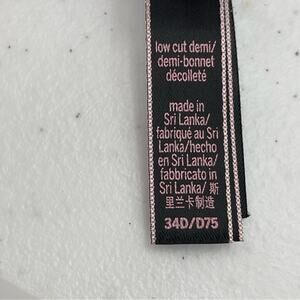 low cut demi/
demi-bonnet
décolleté
made in
Sri Lanka/
fabriqué au Sri
Lanka/hecho
en Sri Lanka/
fabbricato in
Sri Lanka/ 斯
里兰卡制造
34D/D75